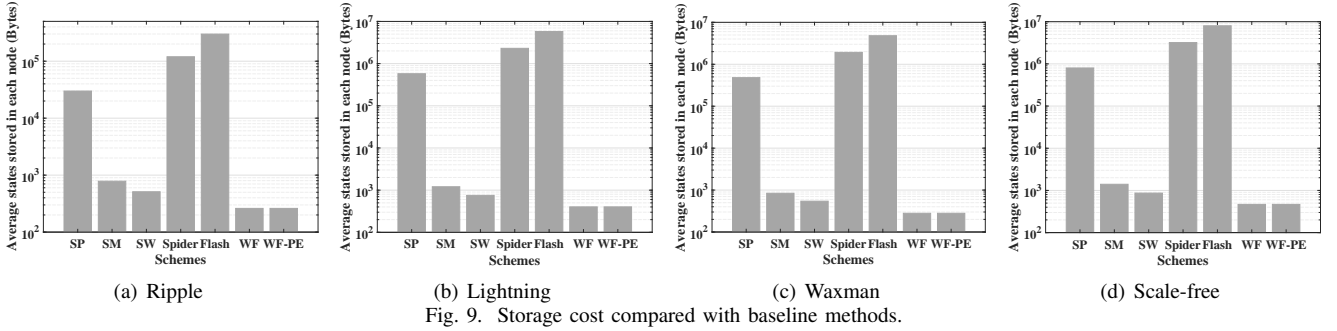 Average states stored in each node (Bytes)
10^5
10^4
10^3
10^2
SP SM SW Spider Flash WF WF-PE
Schemes
(a) Ripple
Average states stored in each node (Bytes)
10^7
10^6
10^5
10^4
10^3
10^2
SP SM SW Spider Flash WF WF-PE
Schemes
(b) Lightning
Average states stored in each node (Bytes)
10^7
10^6
10^5
10^4
10^3
10^2
SP SM SW Spider Flash WF WF-PE
Schemes
(c) Waxman
Average states stored in each node (Bytes)
10^7
10^6
10^5
10^4
10^3
10^2
SP SM SW Spider Flash WF WF-PE
Schemes
(d) Scale-free
Fig. 9. Storage cost compared with baseline methods.